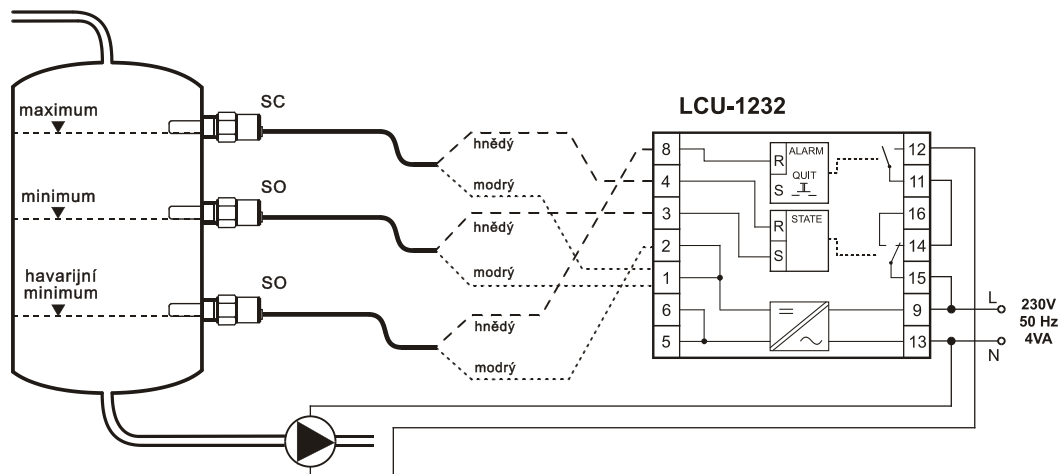 maximum
SC
minimum
SO
havarijní
minimum
SO
hnědý
modrý
hnědý
modrý
hnědý
modrý
LCU-1232
8
4
3
2
1
6
5
R
ALARM
S
QUIT
R
STATE
S
12
11
16
14
15
9
13
L
N
230V
50 Hz
4VA